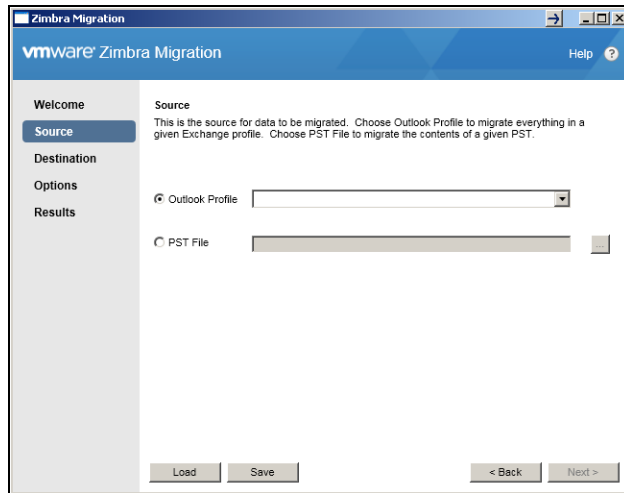 Zimbra Migration
vmware® Zimbra Migration
Help ?
Welcome
Source
Destination
Options
Results
Source
This is the source for data to be migrated. Choose Outlook Profile to migrate everything in a
given Exchange profile. Choose PST File to migrate the contents of a given PST.
Outlook Profile
PST File
...
Load
Save
< Back
Next >